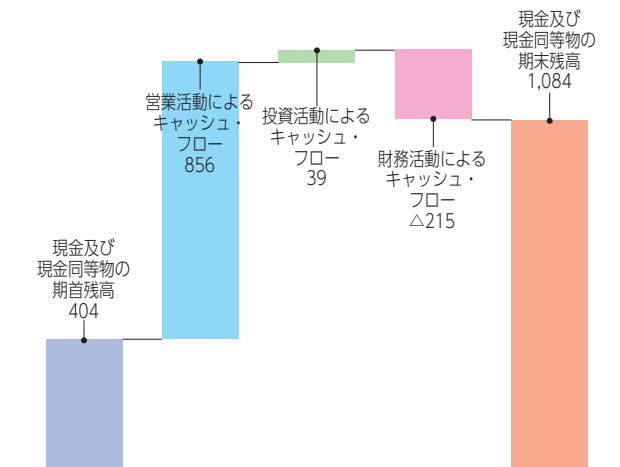 現金及び
現金同等物の
期首残高
404
営業活動による
キャッシュ・
フロー
856
投資活動による
キャッシュ・
フロー
39
財務活動による
キャッシュ・
フロー
△215
現金及び
現金同等物の
期末残高
1,084